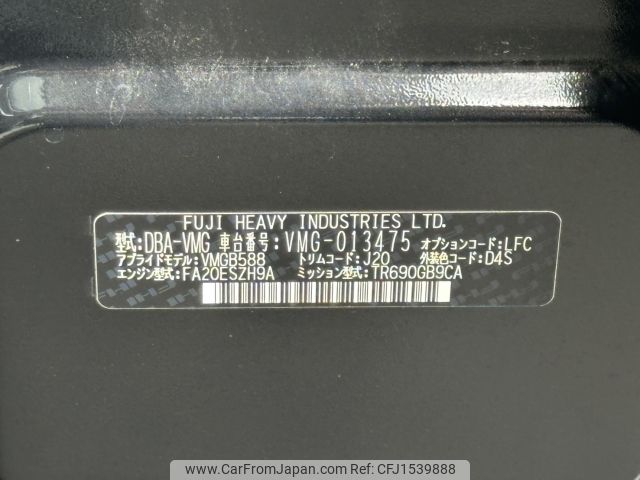 FUJI HEAVY INDUSTRIES LTD.
型式:DBA-VMG 車台番号:VMG-013475 オプションコード:LFC
アプライドモデル:VMGB588 トリムコード:J20 外装色コード:D4S
エンジン型式:FA20ESZH9A ミッション型式:TR690GB9CA
www.CarFromJapan.com - Car ID: CFJ1539888